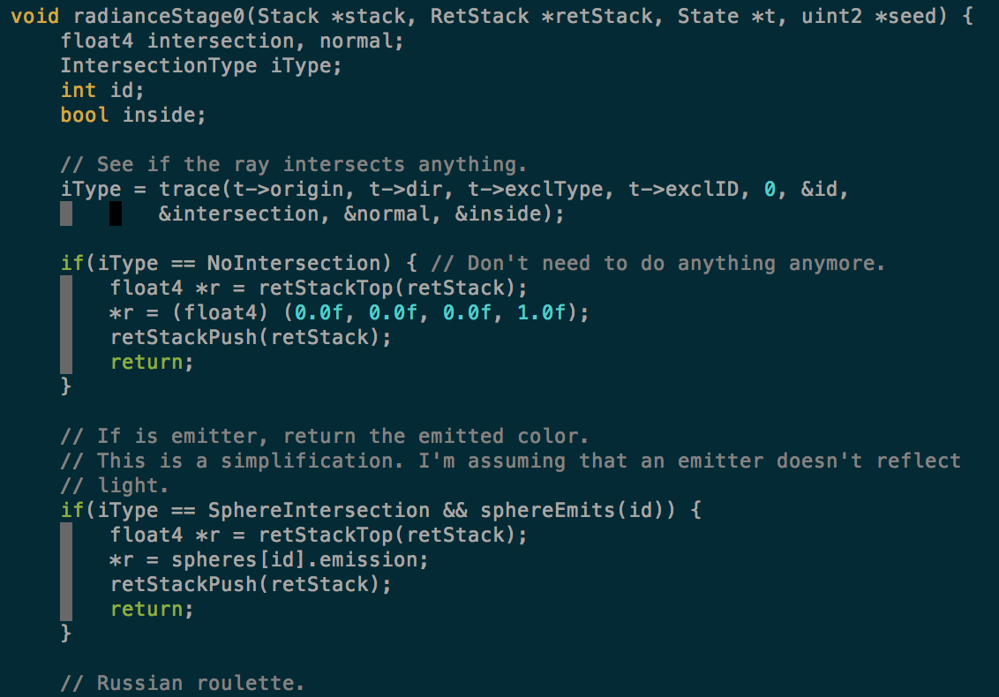 void radianceStage0(Stack *stack, RetStack *retStack, State *t, uint2 *seed) {
    float4 intersection, normal;
    IntersectionType iType;
    int id;
    bool inside;

    // See if the ray intersects anything.
    iType = trace(t->origin, t->dir, t->exclType, t->exclID, 0, &id,
            &intersection, &normal, &inside);

    if(iType == NoIntersection) { // Don't need to do anything anymore.
        float4 *r = retStackTop(retStack);
        *r = (float4) (0.0f, 0.0f, 0.0f, 1.0f);
        retStackPush(retStack);
        return;
    }

    // If is emitter, return the emitted color.
    // This is a simplification. I'm assuming that an emitter doesn't reflect
    // light.
    if(iType == SphereIntersection && sphereEmits(id)) {
        float4 *r = retStackTop(retStack);
        *r = spheres[id].emission;
        retStackPush(retStack);
        return;
    }

    // Russian roulette.